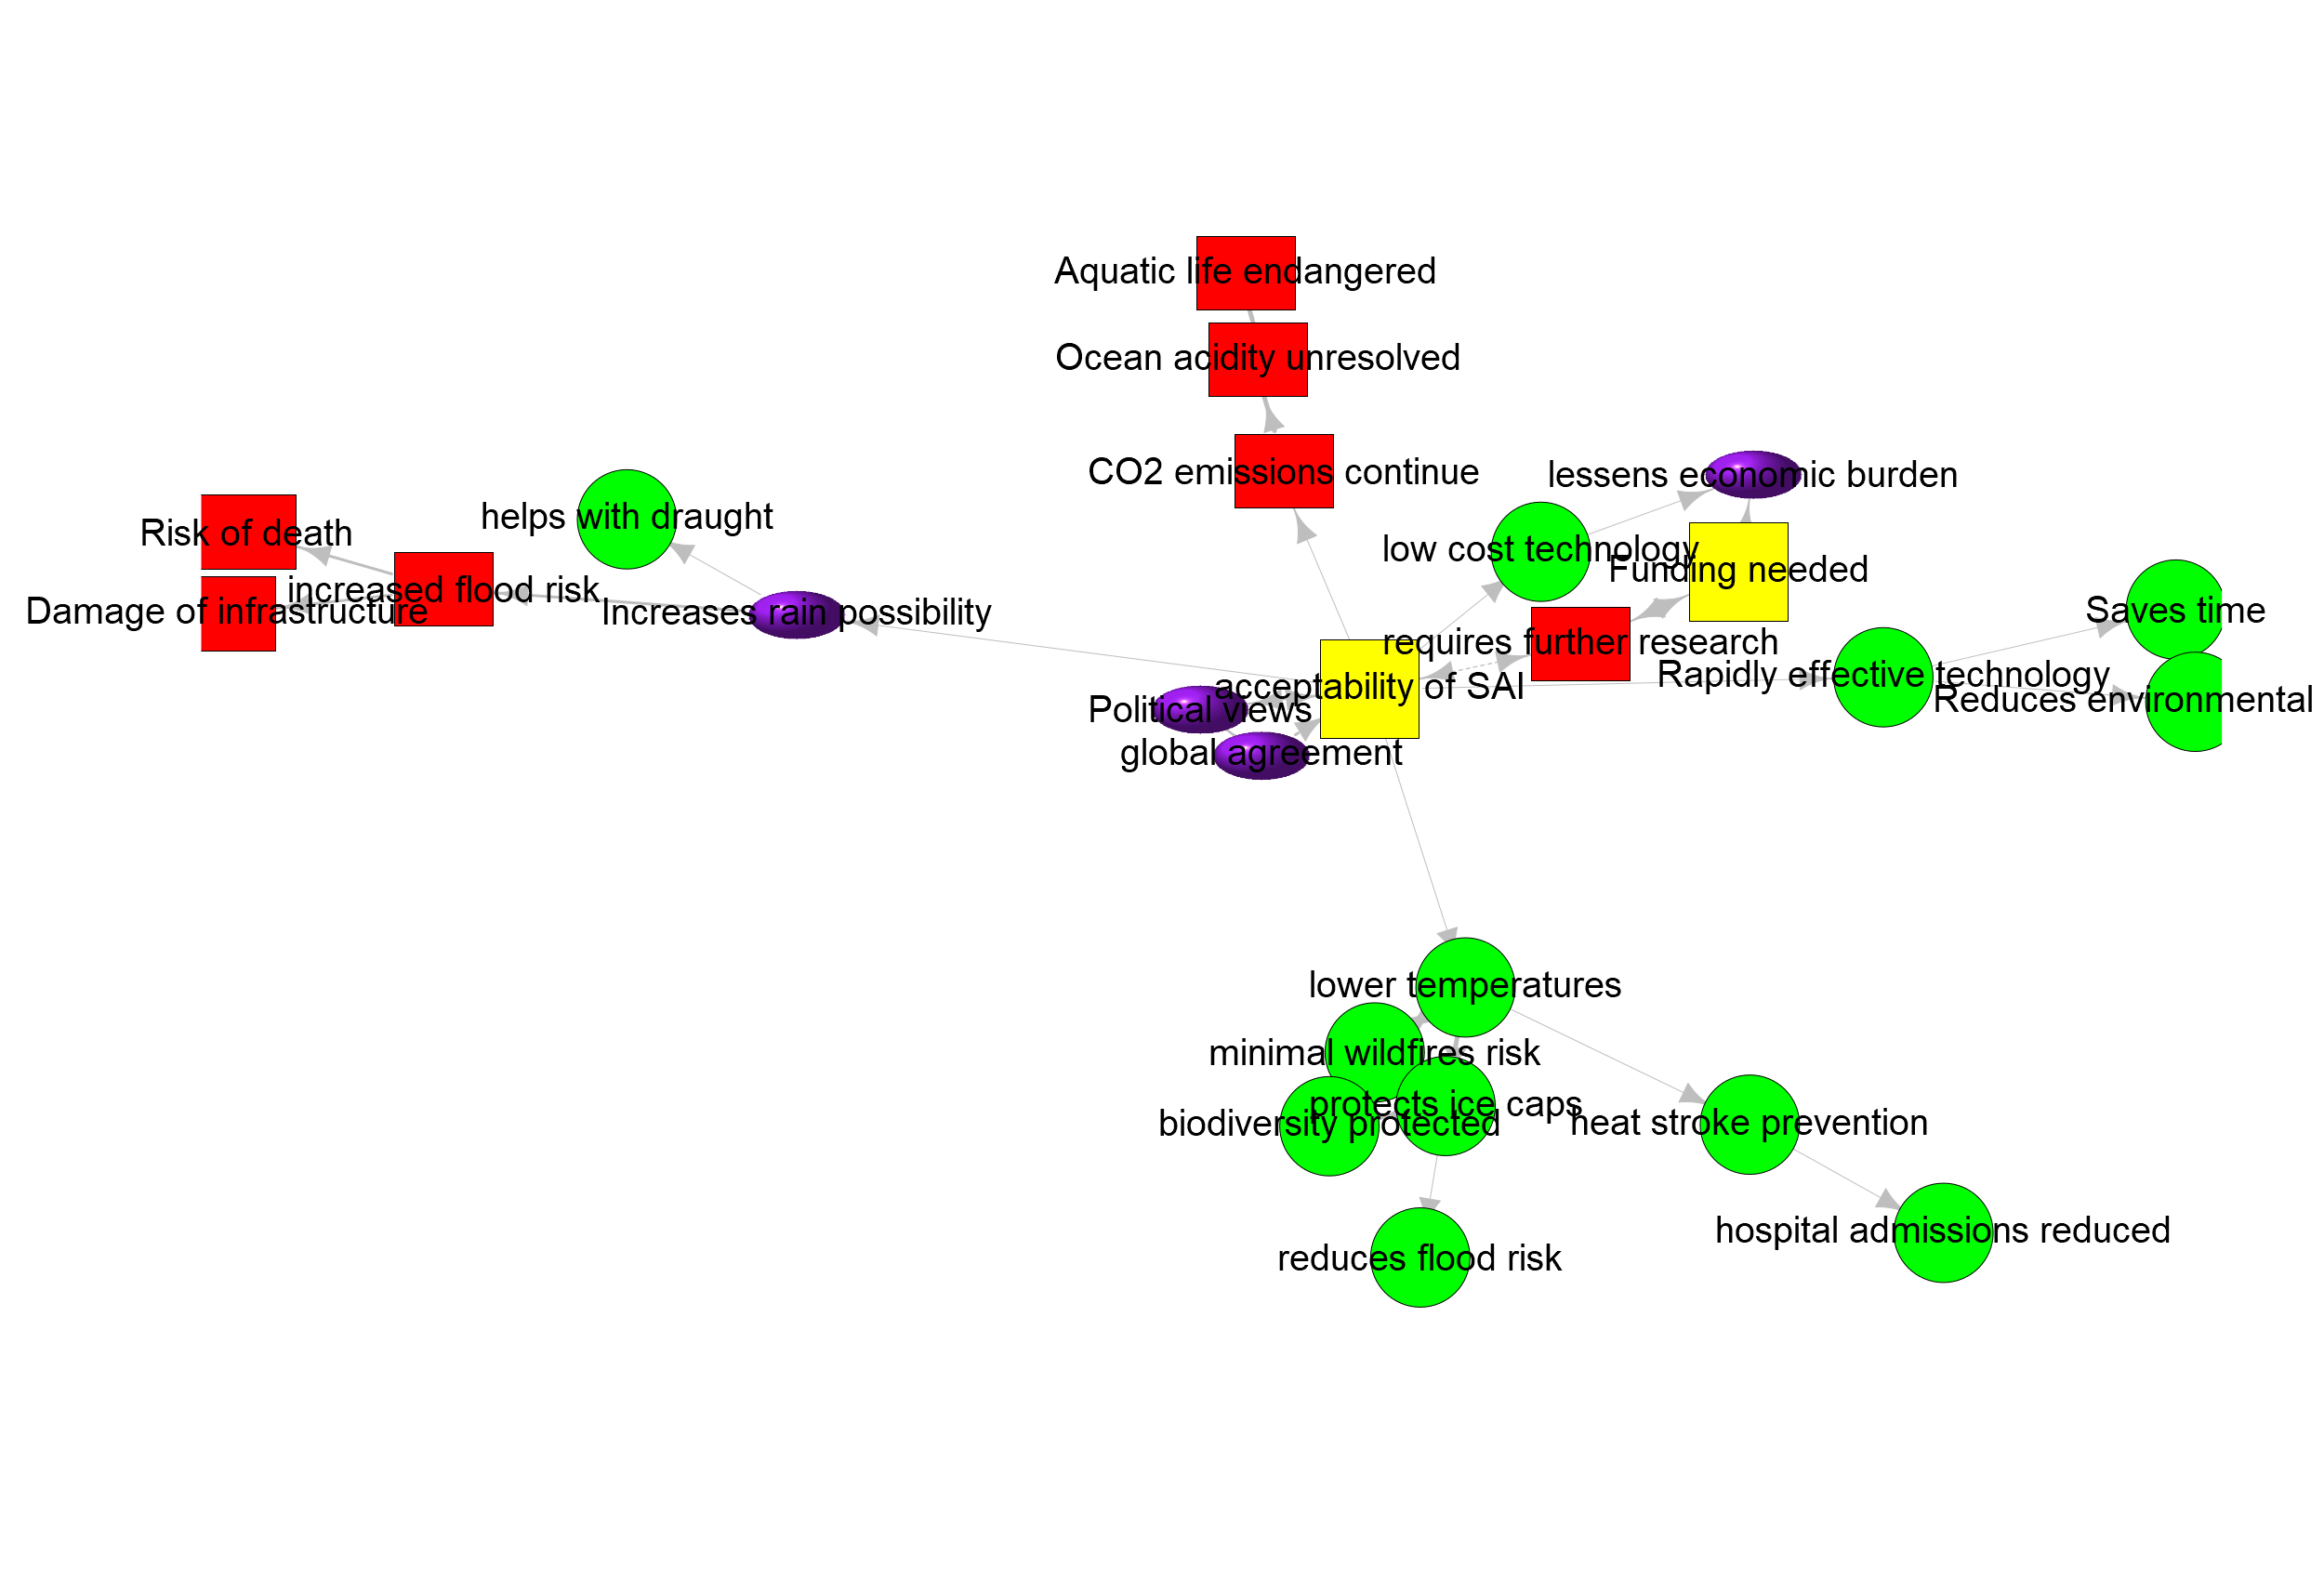 Aquatic life endangered
Ocean acidity unresolved
CO2 emissions continue
lessens economic burden
helps with draught
Risk of death
low cost technology
Funding needed
increased flood risk
Damage of infrastructure
Increases rain possibility
Saves time
requires further research
Rapidly effective technology
acceptability of SAI
Reduces environmental
Political views
global agreement
lower temperatures
minimal wildfires risk
protects ice caps
biodiversity protected
heat stroke prevention
hospital admissions reduced
reduces flood risk